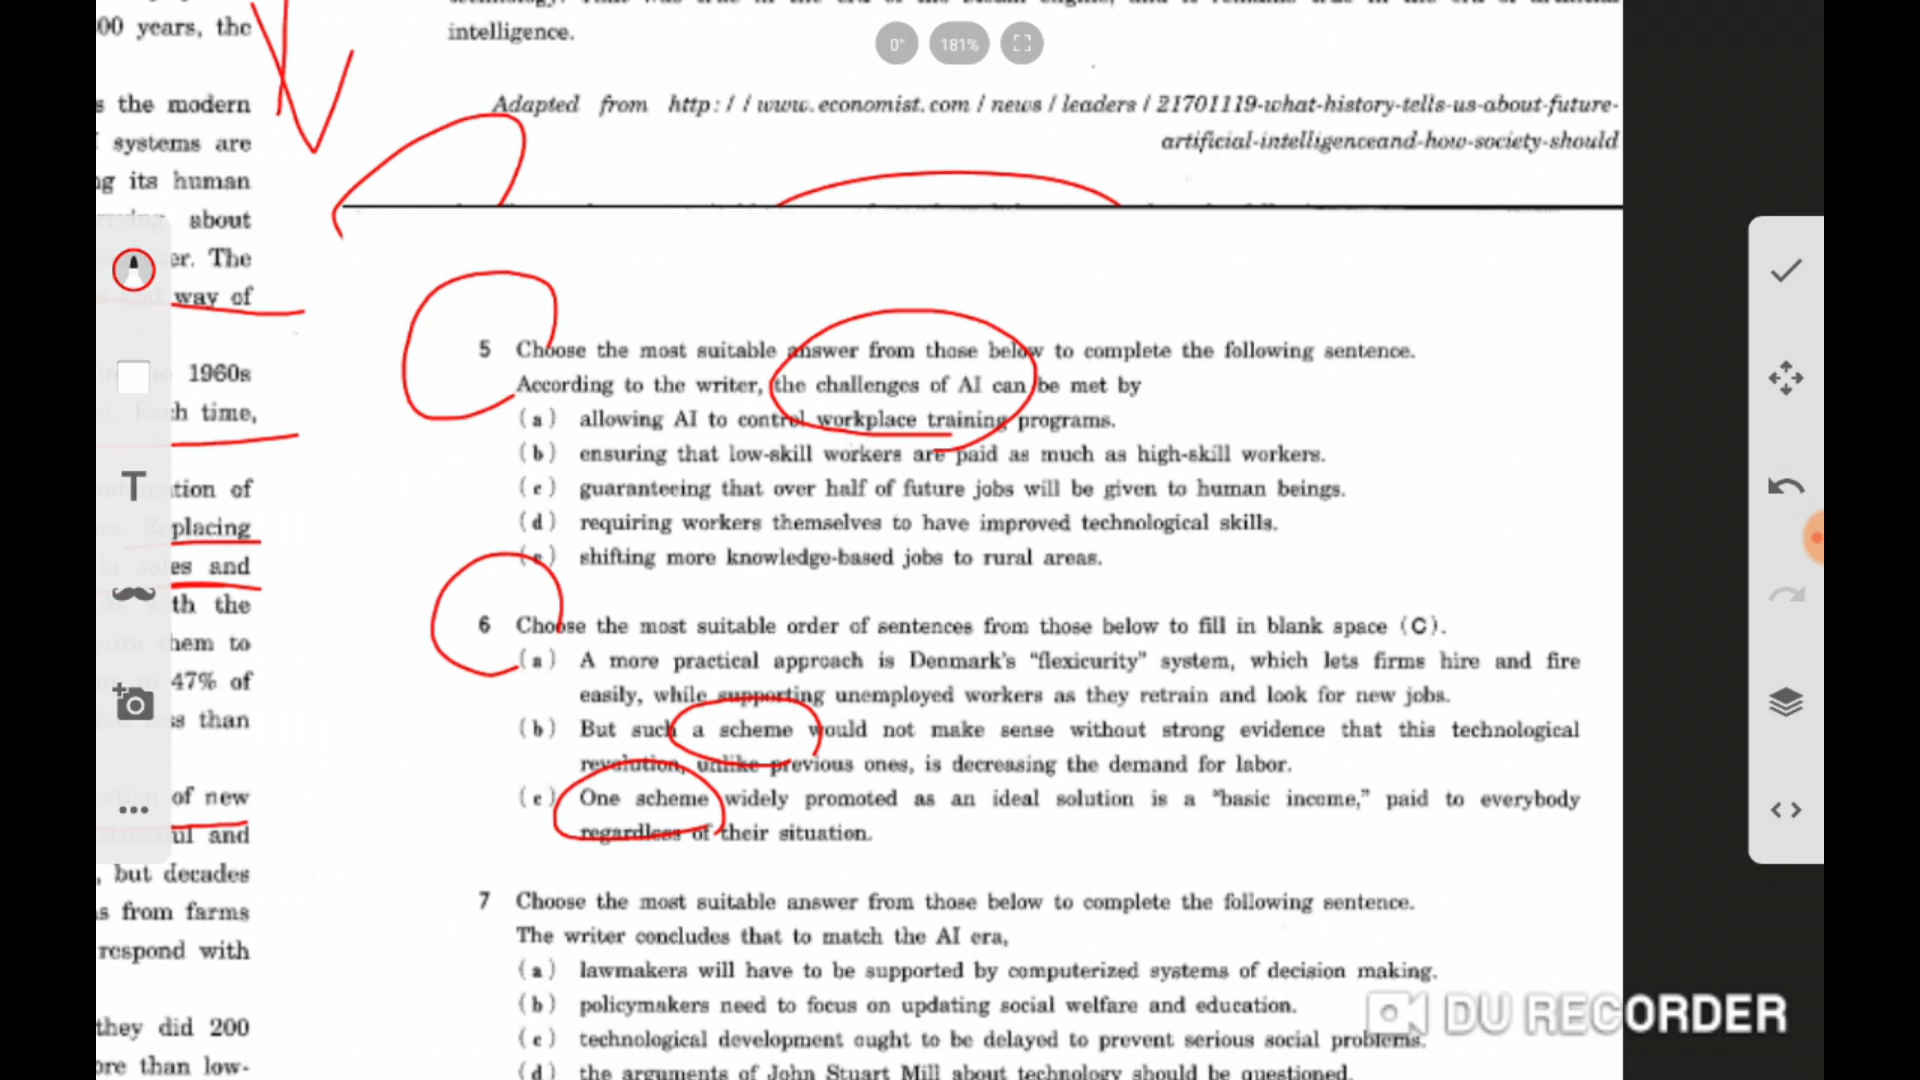 00 years, the
s the modern
systems are
ng its human
about
er. The
way of
1960s
ch time,
tion of
placing
es and
th the
hem to
47% of
s than
of new
ul and
, but decades
s from farms
respond with
they did 200
ore than low-
intelligence.
0°
181%
Adapted from http://www.economist.com/news/leaders/21701119-what-history-tells-us-about-future-
artificial-intelligenceand-how-society-should
5 Choose the most suitable answer from those below to complete the following sentence.
According to the writer, the challenges of AI can be met by
(a) allowing AI to control workplace training programs.
(b) ensuring that low-skill workers are paid as much as high-skill workers.
(c) guaranteeing that over half of future jobs will be given to human beings.
(d) requiring workers themselves to have improved technological skills.
(e) shifting more knowledge-based jobs to rural areas.
6 Choose the most suitable order of sentences from those below to fill in blank space (C).
(a) A more practical approach is Denmark's "flexicurity" system, which lets firms hire and fire
easily, while supporting unemployed workers as they retrain and look for new jobs.
(b) But such a scheme would not make sense without strong evidence that this technological
revolution, unlike previous ones, is decreasing the demand for labor.
(c) One scheme widely promoted as an ideal solution is a "basic income," paid to everybody
regardless of their situation.
7 Choose the most suitable answer from those below to complete the following sentence.
The writer concludes that to match the AI era,
(a) lawmakers will have to be supported by computerized systems of decision making.
(b) policymakers need to focus on updating social welfare and education.
(c) technological development ought to be delayed to prevent serious social problems.
(d) the arguments of John Stuart Mill about technology should be questioned.
T
DU RECORDER